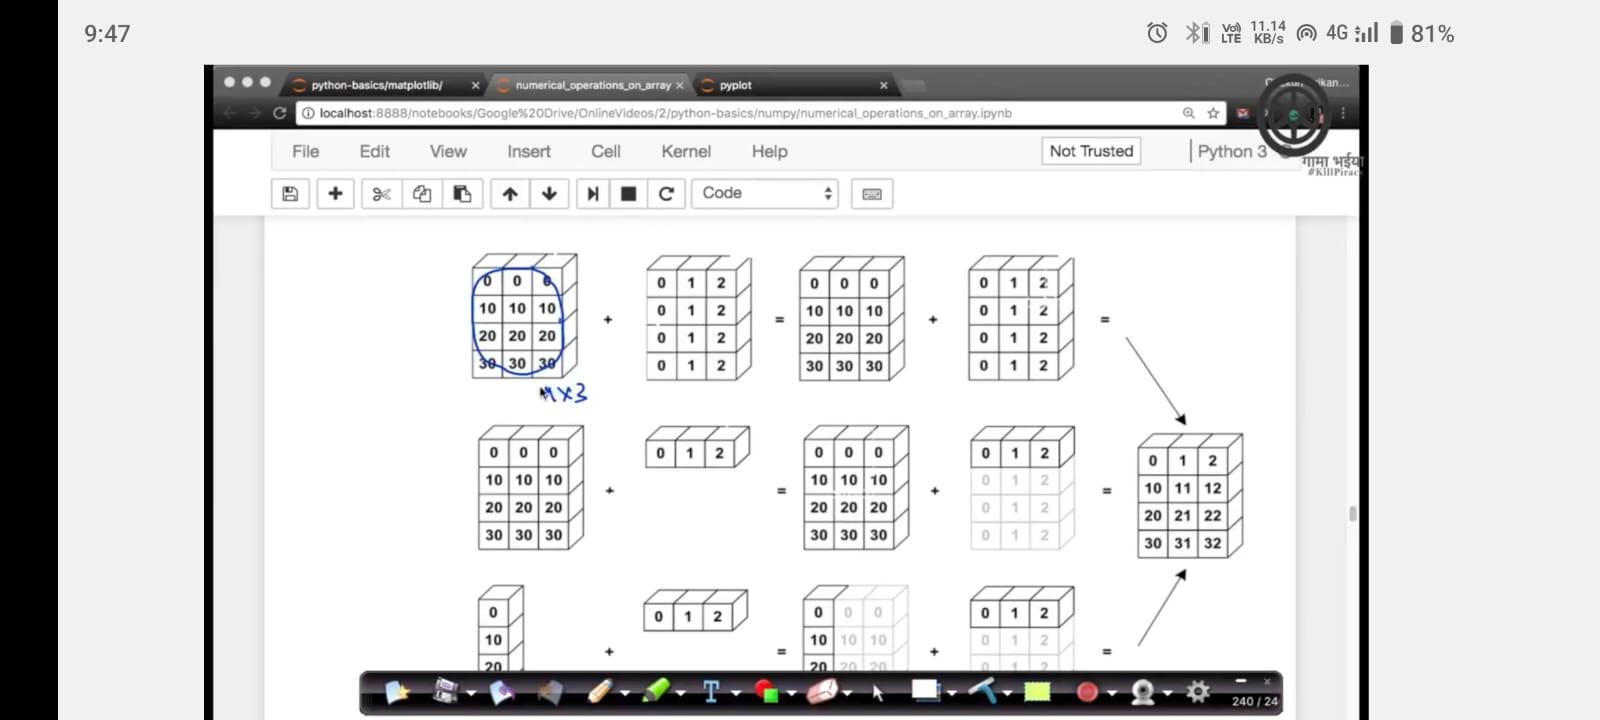 9:47
Vo) LTE 11.14 KB/s 4G 81%
python-basics/matplotlib/ × numerical_operations_on_array × pyplot ×
localhost:8888/notebooks/Google%20Drive/OnlineVideos/2/python-basics/numpy/numerical_operations_on_array.ipynb
File Edit View Insert Cell Kernel Help Not Trusted Python 3
गामा भईया
#KillPirac
Code
0 0 0 0 1 2 0 0 0 0 1 2
10 10 10 0 1 2 10 10 10 0 1 2
+ = + =
20 20 20 0 1 2 20 20 20 0 1 2
30 30 30 0 1 2 30 30 30 0 1 2
4x3
0 0 0 0 1 2 0 0 0 0 1 2 0 1 2
10 10 10 10 10 10 0 1 2 10 11 12
+ = + =
20 20 20 20 20 20 0 1 2 20 21 22
30 30 30 30 30 30 0 1 2 30 31 32
0 0 1 2 0 0 0 0 1 2
10 10 10 10 0 1 2
+ = + =
20 20 20 20 0 1 2
T
240 / 24